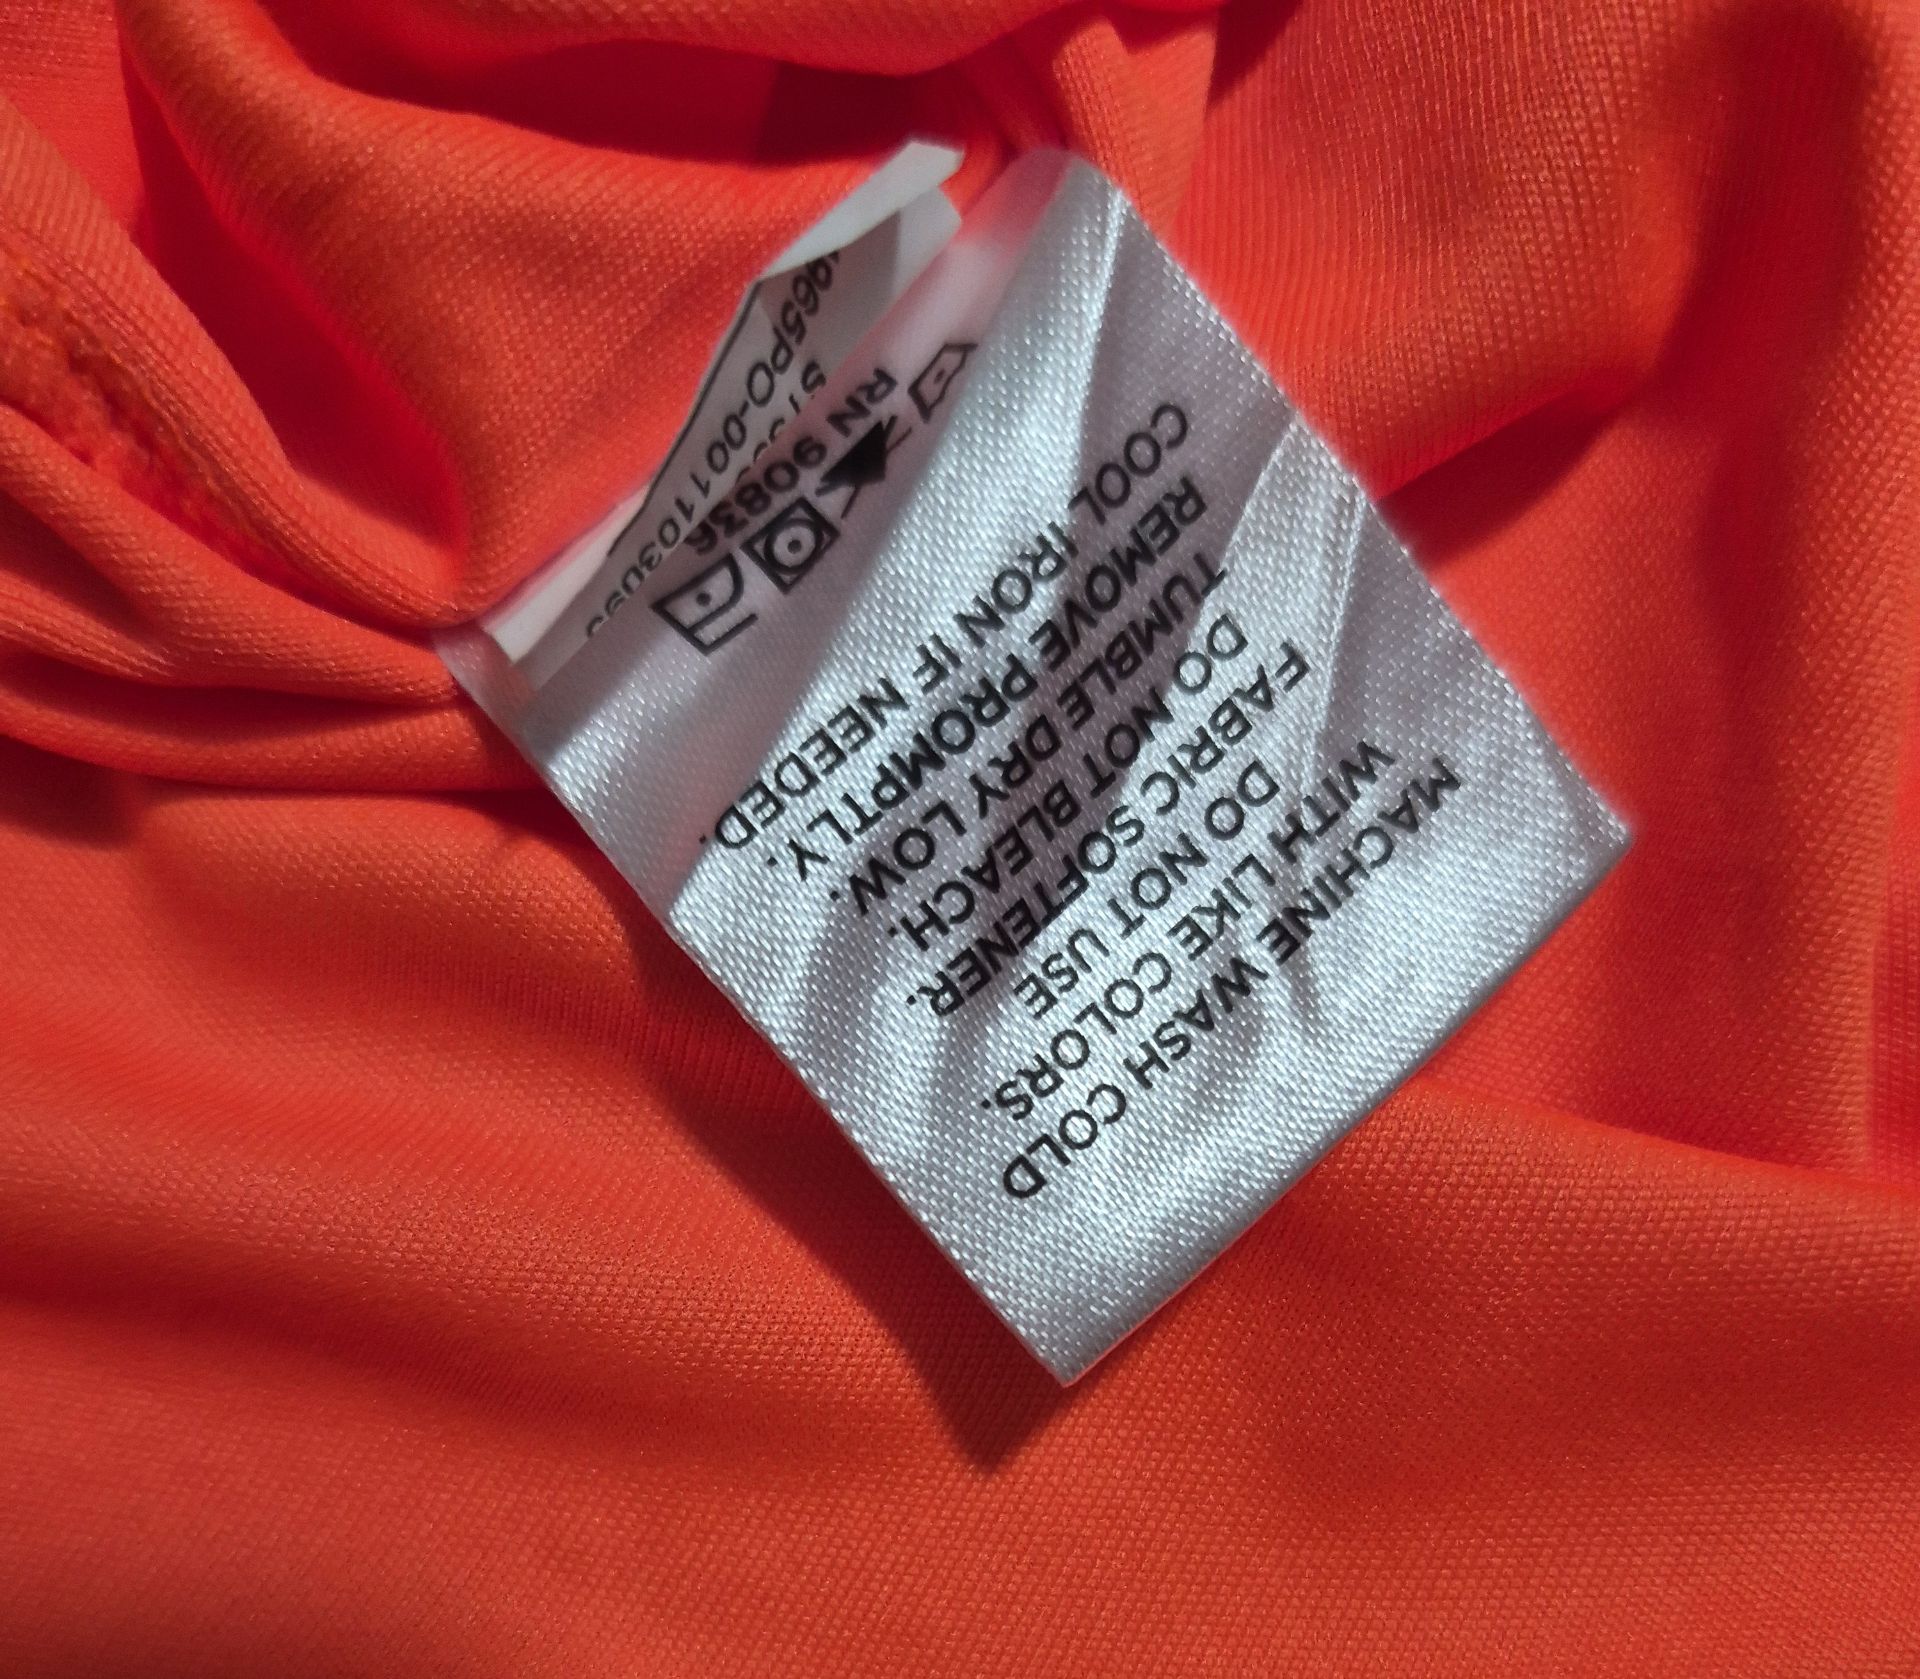 MACHINE WASH COLD
WITH LIKE COLORS.
DO NOT USE
FABRIC SOFTENER.
DO NOT BLEACH.
TUMBLE DRY LOW.
REMOVE PROMPTLY.
COOL IRON IF NEEDED.
RN 90836